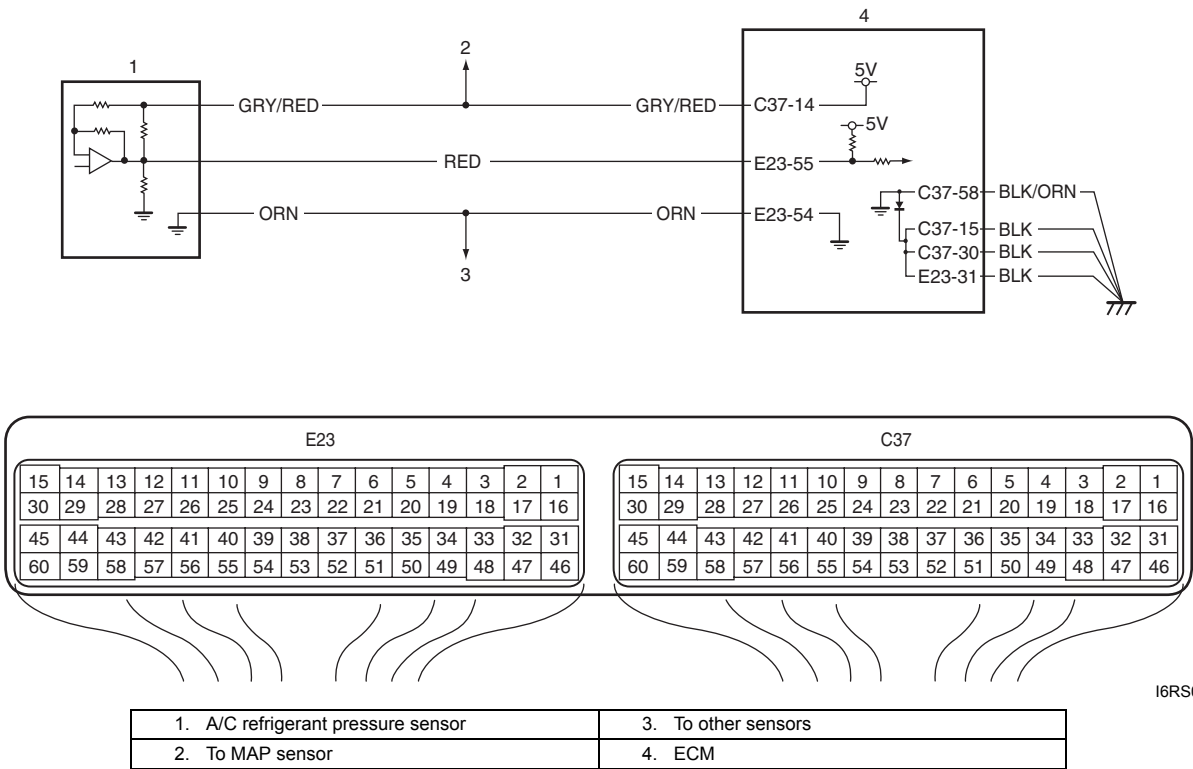 4
1
2
5V
GRY/RED GRY/RED C37-14
5V
RED E23-55
C37-58 BLK/ORN
ORN ORN E23-54
C37-15 BLK
C37-30 BLK
E23-31 BLK
3
E23 C37
15 14 13 12 11 10 9 8 7 6 5 4 3 2 1 15 14 13 12 11 10 9 8 7 6 5 4 3 2 1
30 29 28 27 26 25 24 23 22 21 20 19 18 17 16 30 29 28 27 26 25 24 23 22 21 20 19 18 17 16
45 44 43 42 41 40 39 38 37 36 35 34 33 32 31 45 44 43 42 41 40 39 38 37 36 35 34 33 32 31
60 59 58 57 56 55 54 53 52 51 50 49 48 47 46 60 59 58 57 56 55 54 53 52 51 50 49 48 47 46
1. A/C refrigerant pressure sensor 3. To other sensors
2. To MAP sensor 4. ECM